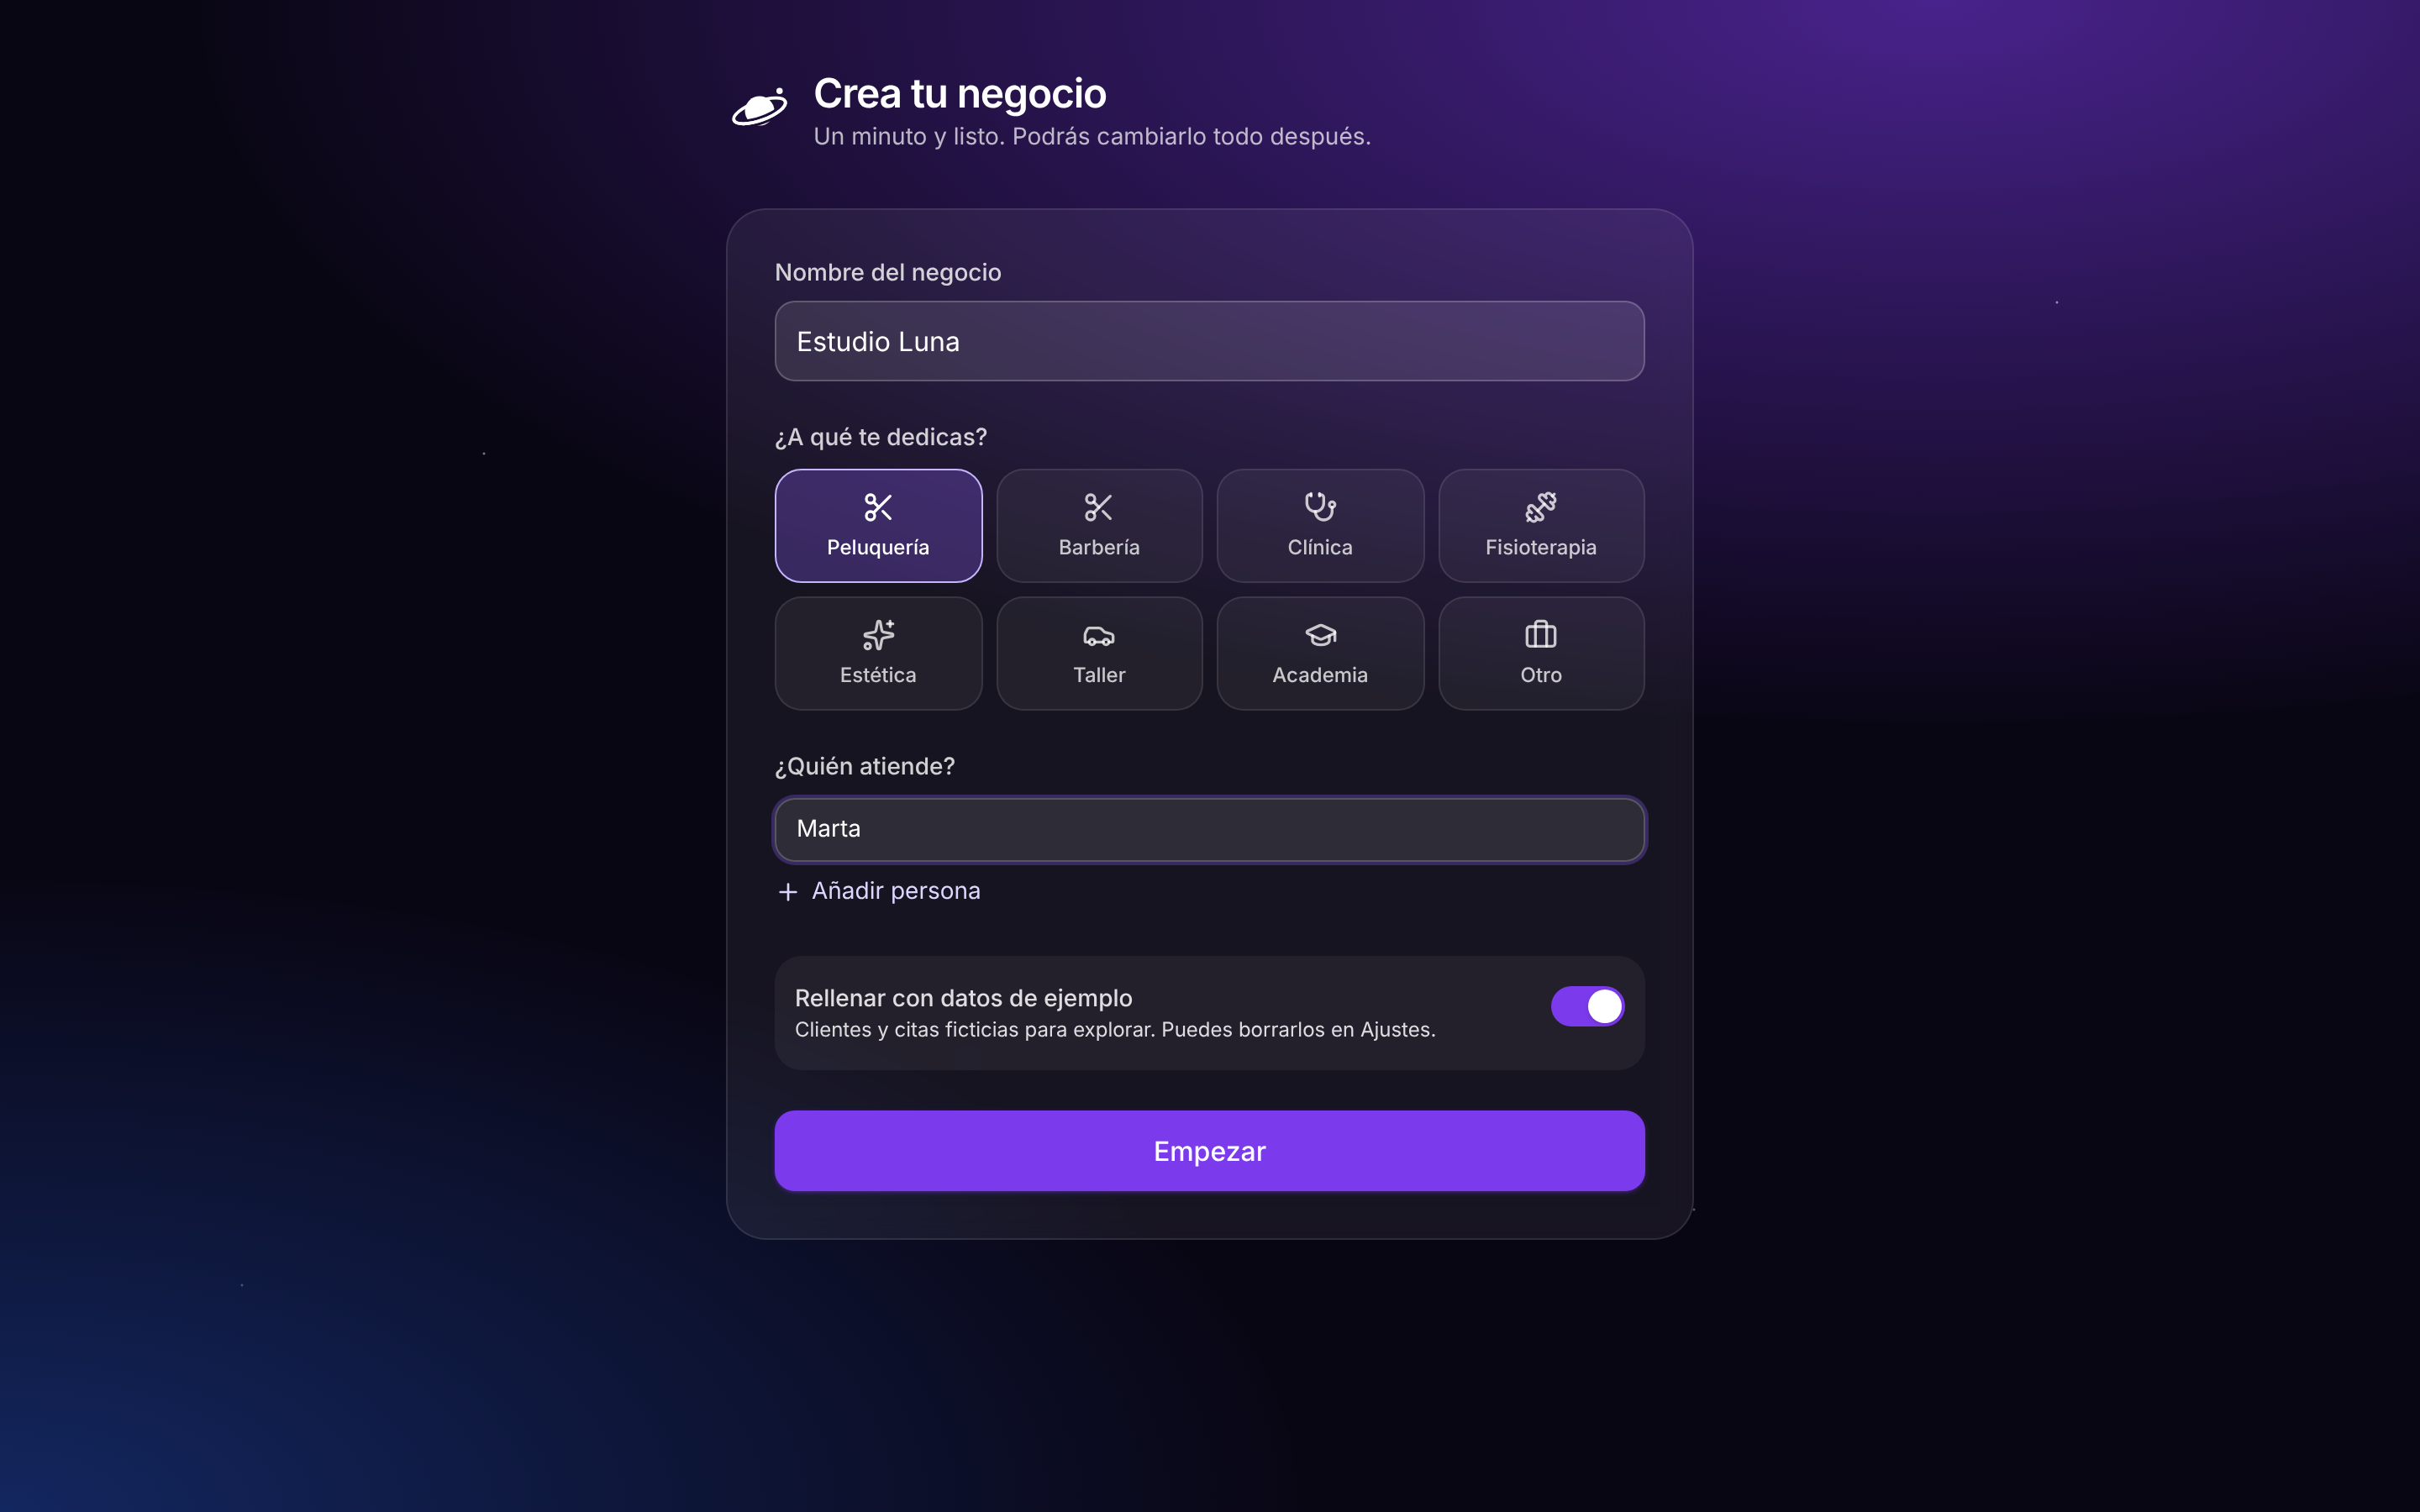 Crea tu negocio
Un minuto y listo. Podrás cambiarlo todo después.
Nombre del negocio
Estudio Luna
¿A qué te dedicas?
Peluquería
Barbería
Clínica
Fisioterapia
Estética
Taller
Academia
Otro
¿Quién atiende?
Marta
Añadir persona
Rellenar con datos de ejemplo
Clientes y citas ficticias para explorar. Puedes borrarlos en Ajustes.
Empezar